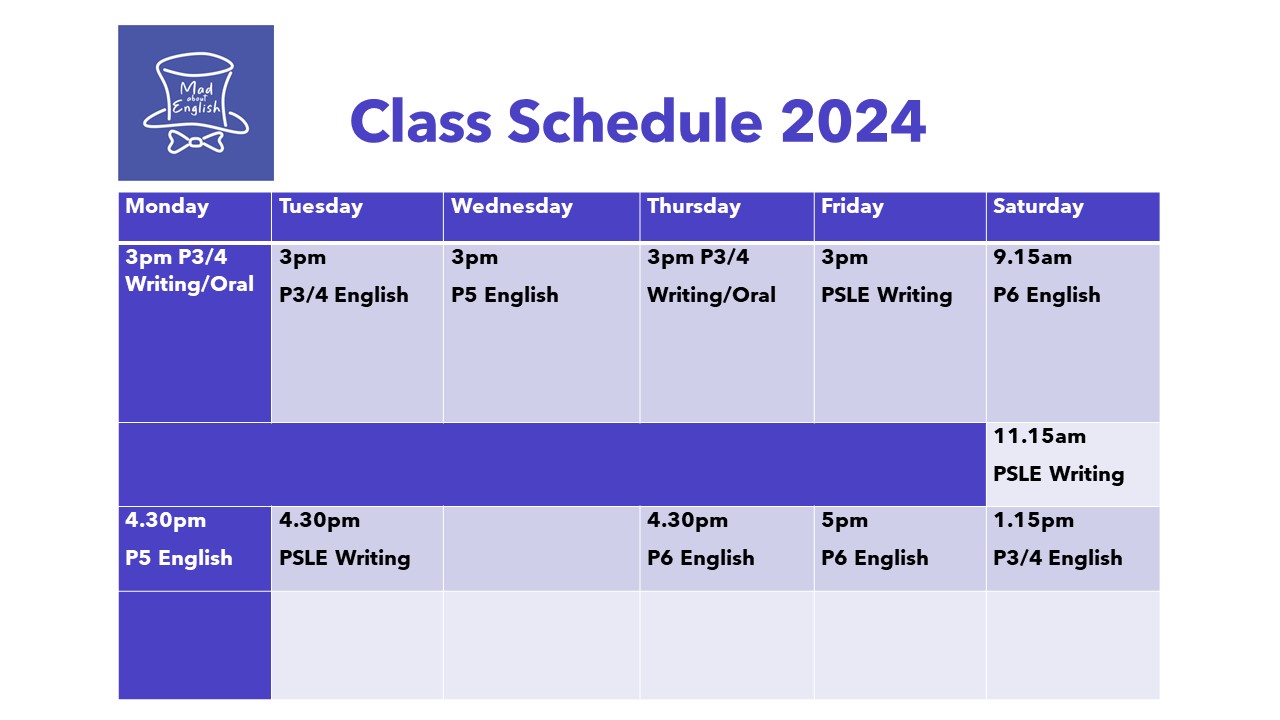 Mad
about
English
Class Schedule 2024
Monday
Tuesday
Wednesday
Thursday
Friday
Saturday
3pm P3/4
Writing/Oral
3pm
P3/4 English
3pm
P5 English
3pm P3/4
Writing/Oral
3pm
PSLE Writing
9.15am
P6 English
11.15am
PSLE Writing
4.30pm
P5 English
4.30pm
PSLE Writing
4.30pm
P6 English
5pm
P6 English
1.15pm
P3/4 English